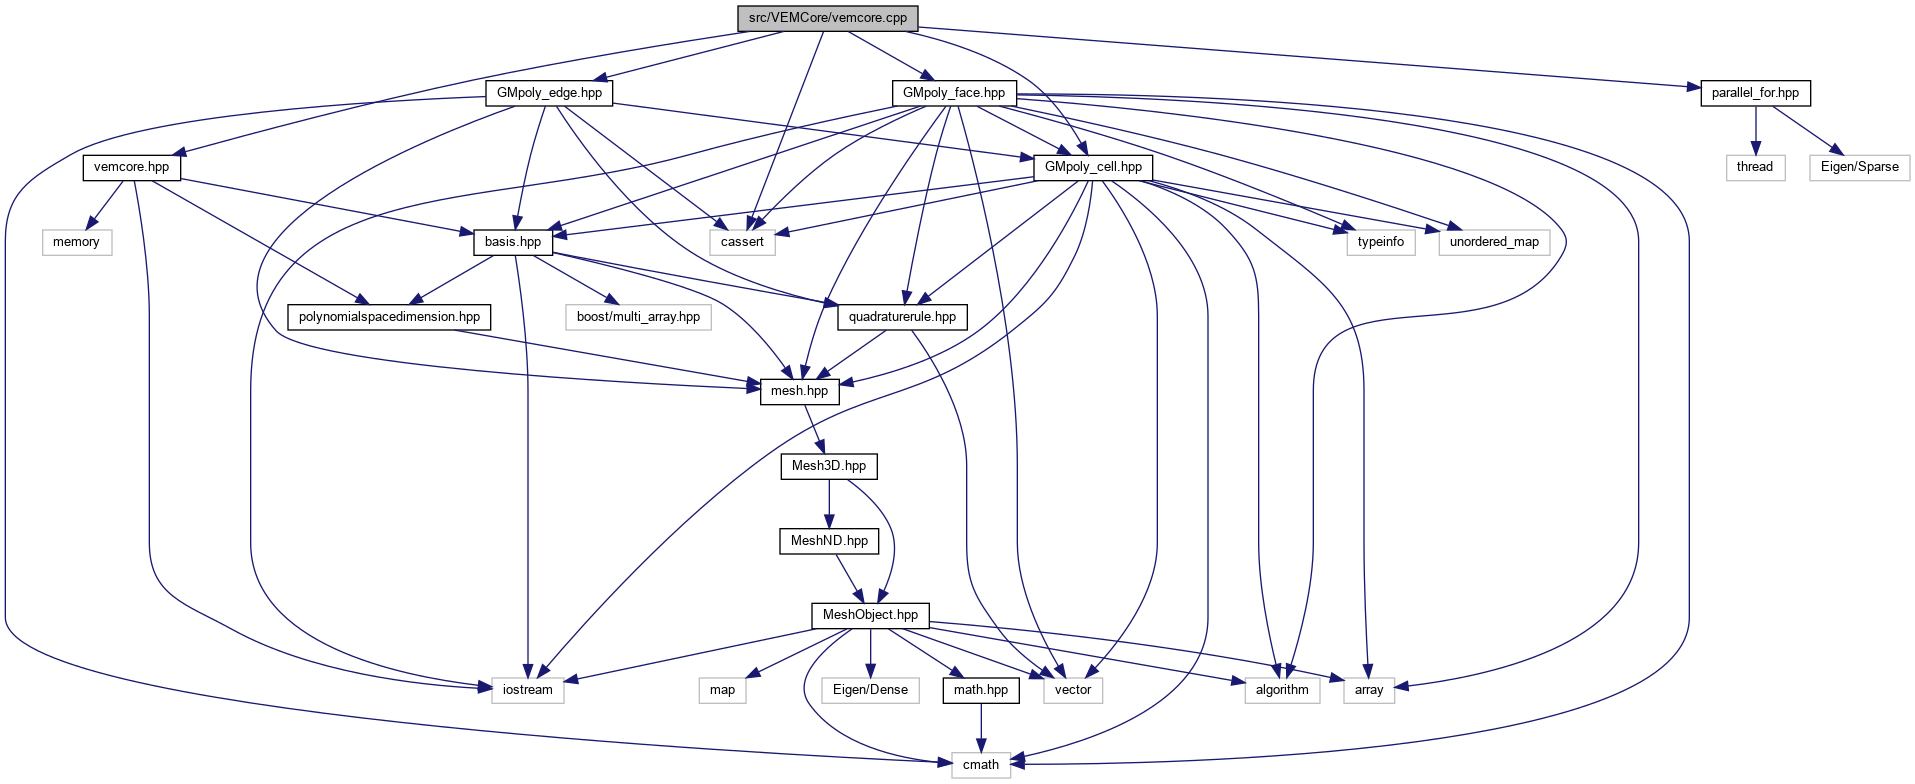 src/VEMCore/vemcore.cpp
GMpoly_edge.hpp
GMpoly_face.hpp
parallel_for.hpp
vemcore.hpp
GMpoly_cell.hpp
thread
Eigen/Sparse
memory
basis.hpp
cassert
typeinfo
unordered_map
polynomialspacedimension.hpp
boost/multi_array.hpp
quadraturerule.hpp
mesh.hpp
Mesh3D.hpp
MeshND.hpp
MeshObject.hpp
iostream
map
Eigen/Dense
math.hpp
vector
algorithm
array
cmath